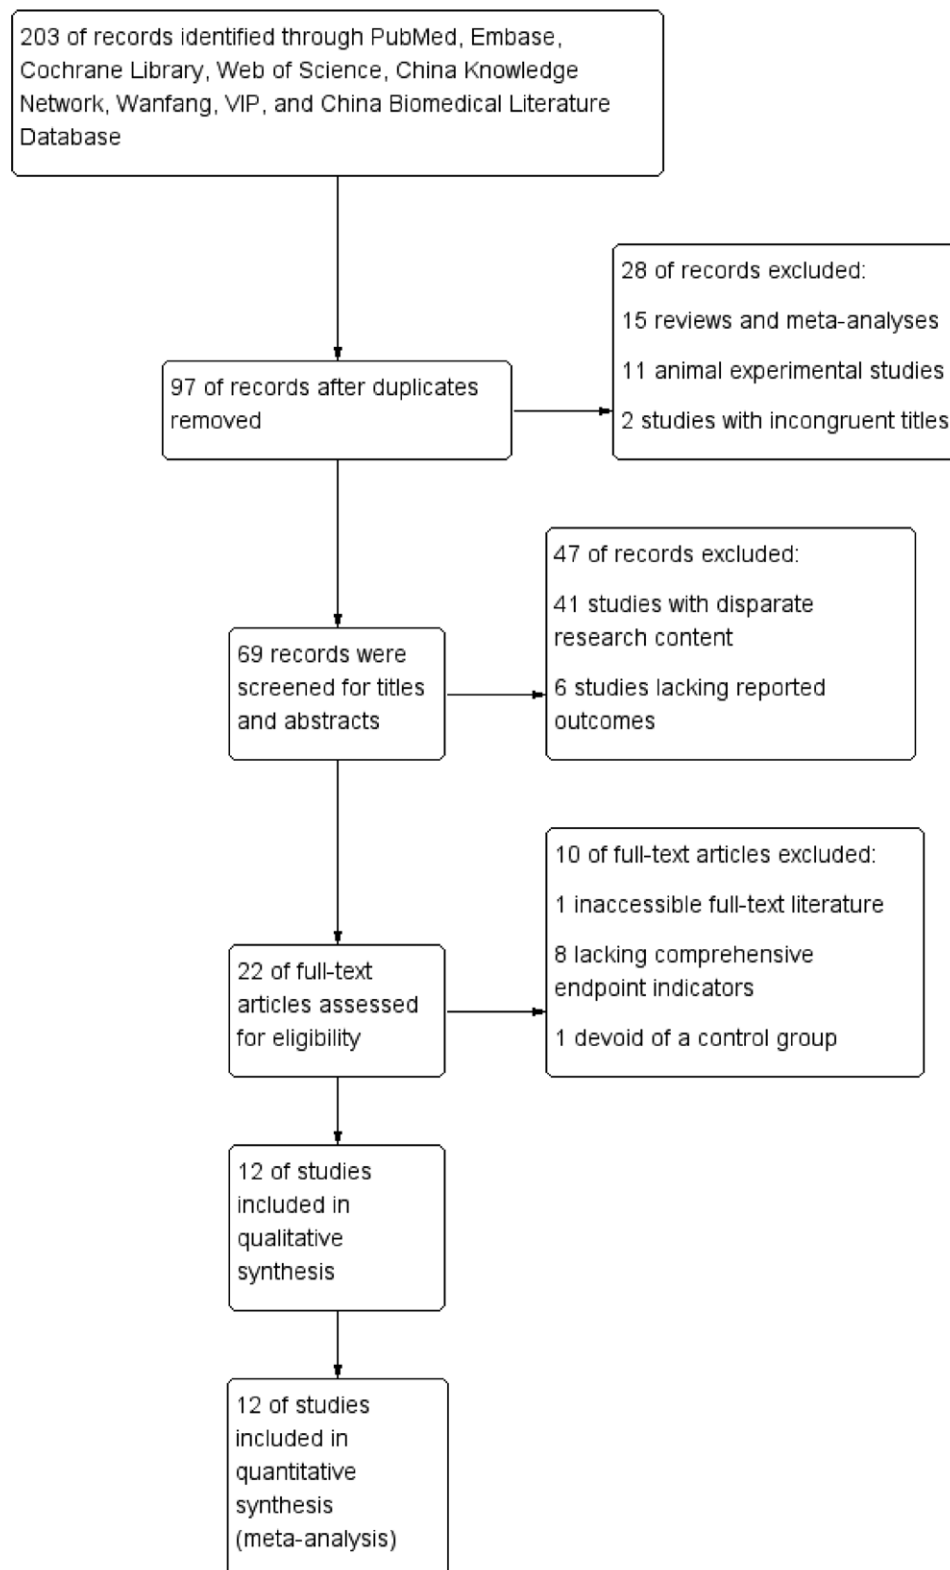 203 of records identified through PubMed, Embase,
Cochrane Library, Web of Science, China Knowledge
Network, Wanfang, VIP, and China Biomedical Literature
Database
28 of records excluded:
15 reviews and meta-analyses
11 animal experimental studies
2 studies with incongruent titles
97 of records after duplicates
removed
47 of records excluded:
41 studies with disparate
research content
6 studies lacking reported
outcomes
69 records were
screened for titles
and abstracts
10 of full-text articles excluded:
1 inaccessible full-text literature
8 lacking comprehensive
endpoint indicators
1 devoid of a control group
22 of full-text
articles assessed
for eligibility
12 of studies
included in
qualitative
synthesis
12 of studies
included in
quantitative
synthesis
(meta-analysis)